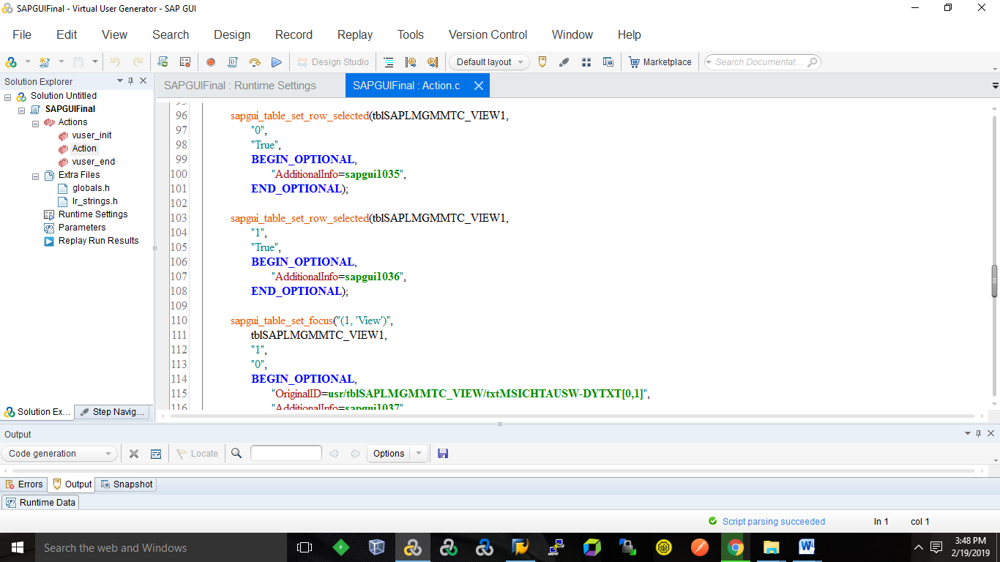 SAPGUIFinal - Virtual User Generator - SAP GUI
File Edit View Search Design Record Replay Tools Version Control Window Help
Design Studio Default layout Marketplace Search Documentat...
Solution Explorer
Solution Untitled
SAPGUIFinal
Actions
vuser_init
Action
vuser_end
Extra Files
globals.h
lr_strings.h
Runtime Settings
Parameters
Replay Run Results
Solution Ex... Step Navig...
SAPGUIFinal : Runtime Settings SAPGUIFinal : Action.c
95
96 sapgui_table_set_row_selected(tblSAPLMGMMTC_VIEW1,
97 "0",
98 "True",
99 BEGIN_OPTIONAL,
100 "AdditionalInfo=sapgui1035",
101 END_OPTIONAL);
102
103 sapgui_table_set_row_selected(tblSAPLMGMMTC_VIEW1,
104 "1",
105 "True",
106 BEGIN_OPTIONAL,
107 "AdditionalInfo=sapgui1036",
108 END_OPTIONAL);
109
110 sapgui_table_set_focus("(1, 'View')",
111 tblSAPLMGMMTC_VIEW1,
112 "1",
113 "0",
114 BEGIN_OPTIONAL,
115 "OriginalID=usr/tblSAPLMGMMTC_VIEW/txtMSICHTAUSW-DYTXT[0,1]",
116 "AdditionalInfo=sapgui1037"
Output
Code generation Locate Options
Errors Output Snapshot
Runtime Data
Script parsing succeeded ln 1 col 1
Search the web and Windows
3:48 PM
2/19/2019